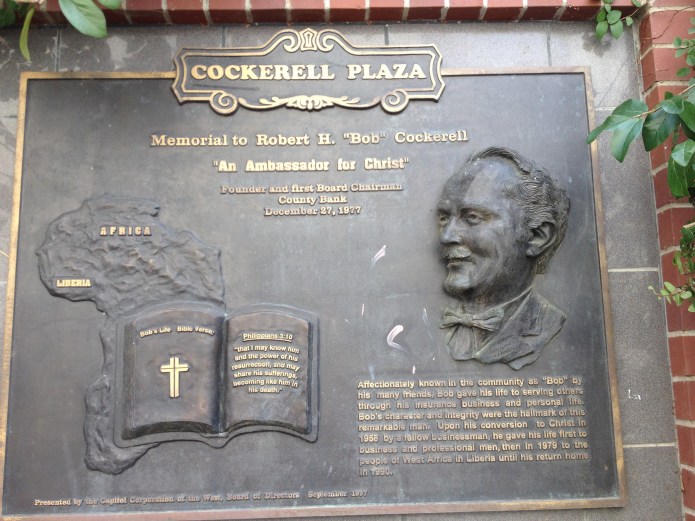 COCKERELL PLAZA
Memorial to Robert H. "Bob" Cockerell
"An Ambassador for Christ"
Founder and first Board Chairman
County Bank
December 27, 1977
AFRICA
LIBERIA
Bob's Life Bible Verse:
Philippians 3:10
"that I may know him
and the power of his
resurrection, and may
share his sufferings,
becoming like him in
his death."
Affectionately known in the community as "Bob" by
his many friends, Bob gave his life to serving others
through his insurance business and personal life.
Bob's character and integrity were the hallmark of this
remarkable man. Upon his conversion to Christ in
1958 by a fellow businessman, he gave his life first to
business and professional men, then in 1979 to the
people of West Africa in Liberia until his return home
in 1990.
Presented by the Capitol Corporation of the West, Board of Directors September 1997